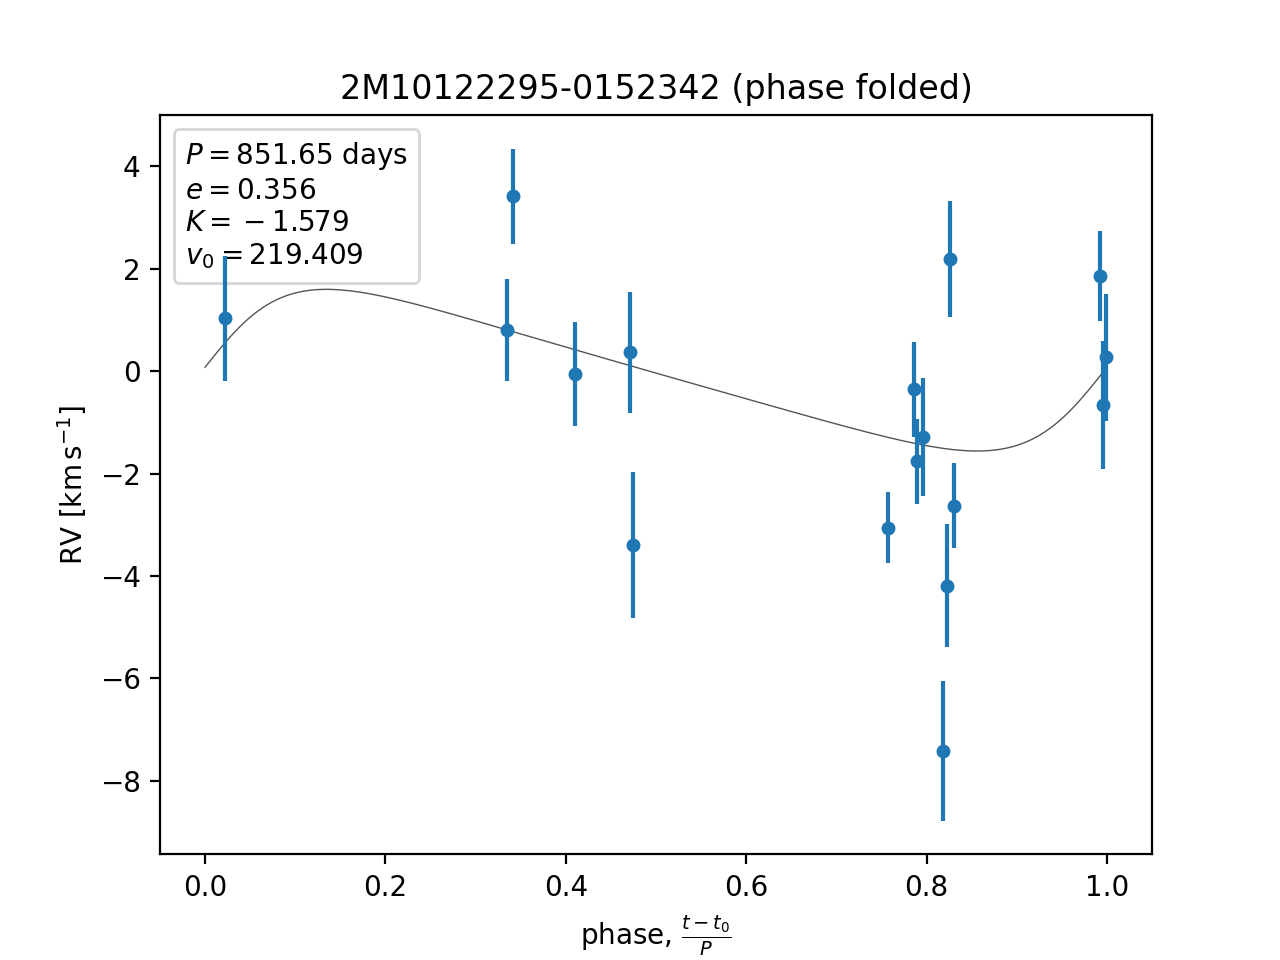 2M10122295-0152342 (phase folded)
P = 851.65 days
e = 0.356
K = −1.579
v₀ = 219.409
4
2
0
−2
−4
−6
−8
RV [km s⁻¹]
0.0 0.2 0.4 0.6 0.8 1.0
phase, (t − t₀)/P